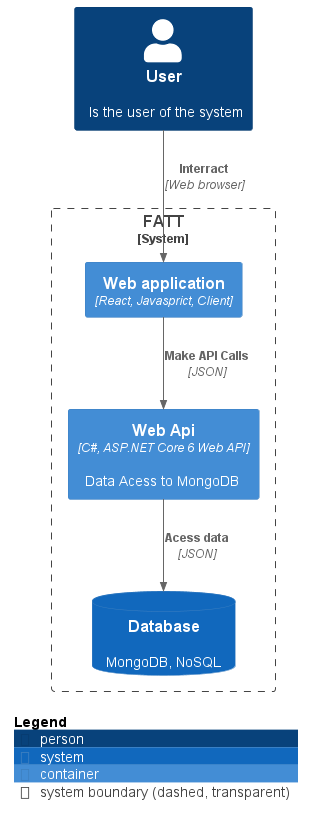 User
Is the user of the system
Interract
[Web browser]
FATT
[System]
Web application
[React, Javasprict, Client]
Make API Calls
[JSON]
Web Api
[C#, ASP.NET Core 6 Web API]
Data Acess to MongoDB
Acess data
[JSON]
Database
MongoDB, NoSQL
Legend
person
system
container
system boundary (dashed, transparent)